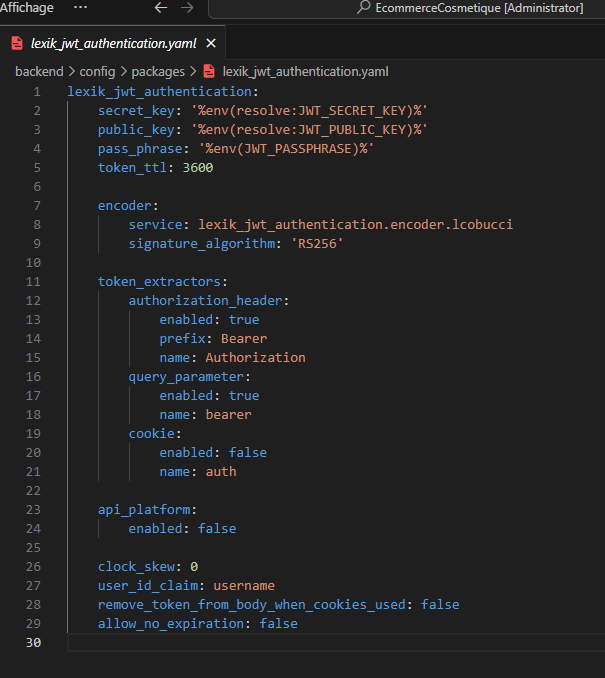 Affichage ··· ← → EcommerceCosmetique [Administrator]
lexik_jwt_authentication.yaml ×
backend > config > packages > lexik_jwt_authentication.yaml
1 lexik_jwt_authentication:
2     secret_key: '%env(resolve:JWT_SECRET_KEY)%'
3     public_key: '%env(resolve:JWT_PUBLIC_KEY)%'
4     pass_phrase: '%env(JWT_PASSPHRASE)%'
5     token_ttl: 3600
6
7     encoder:
8         service: lexik_jwt_authentication.encoder.lcobucci
9         signature_algorithm: 'RS256'
10
11     token_extractors:
12         authorization_header:
13             enabled: true
14             prefix: Bearer
15             name: Authorization
16         query_parameter:
17             enabled: true
18             name: bearer
19         cookie:
20             enabled: false
21             name: auth
22
23     api_platform:
24         enabled: false
25
26     clock_skew: 0
27     user_id_claim: username
28     remove_token_from_body_when_cookies_used: false
29     allow_no_expiration: false
30